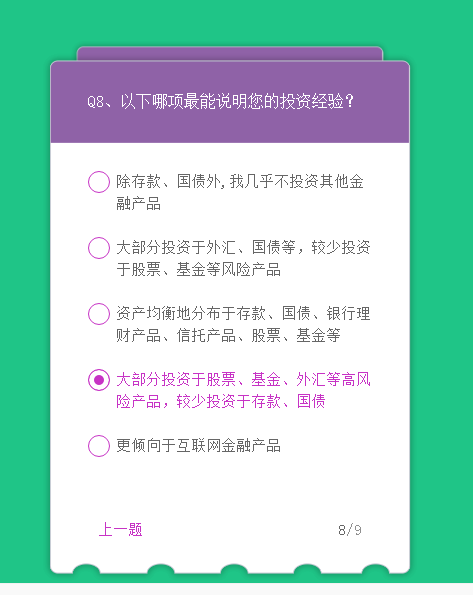 Q8、以下哪项最能说明您的投资经验？
除存款、国债外,我几乎不投资其他金
融产品
大部分投资于外汇、国债等，较少投资
于股票、基金等风险产品
资产均衡地分布于存款、国债、银行理
财产品、信托产品、股票、基金等
大部分投资于股票、基金、外汇等高风
险产品，较少投资于存款、国债
更倾向于互联网金融产品
上一题 8/9